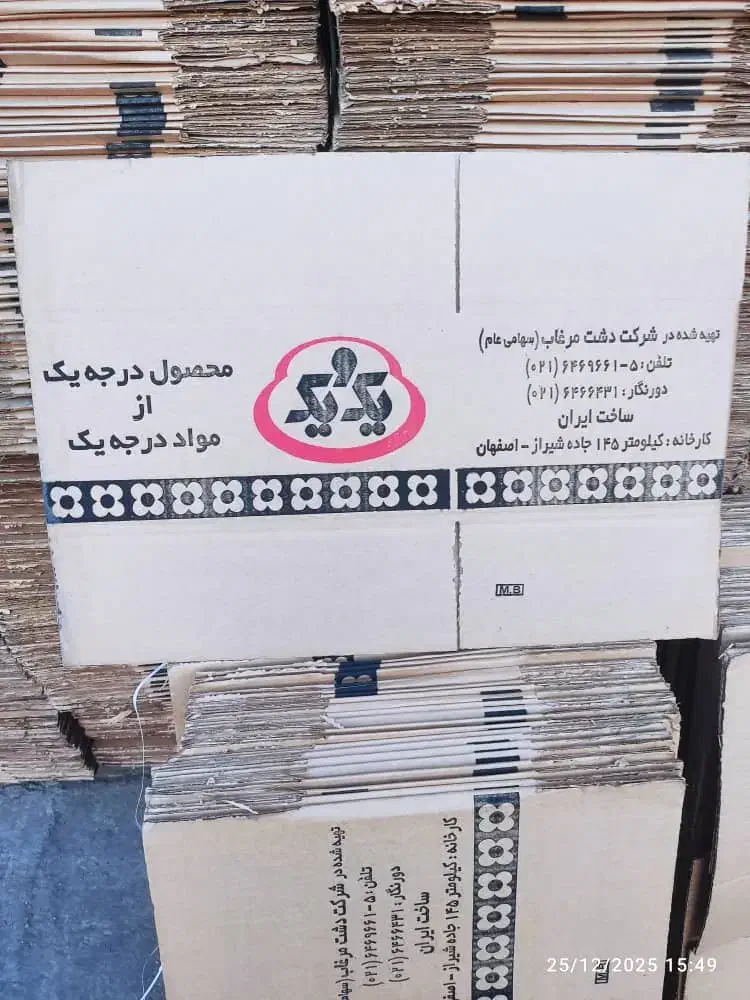 تهیه شده در شرکت دشت مرغاب (سهامی عام)
تلفن: ۵-۶۴۶۹۶۶۱ (۰۲۱)
دورنگار: ۶۴۶۶۴۳۱ (۰۲۱)
ساخت ایران
کارخانه: کیلومتر ۱۴۵ جاده شیراز - اصفهان
یک و یک
محصول درجه یک
از
مواد درجه یک
M.B
تهیه شده در شرکت دشت مرغاب (سهامی
تلفن: ۵-۶۴۶۹۶۶۱ (۰۲۱)
دورنگار: ۶۴۶۶۴۳۱ (۰۲۱)
ساخت ایران
کارخانه: کیلومتر ۱۴۵ جاده شیراز - اصف
M.B
25/12/2025 15:49